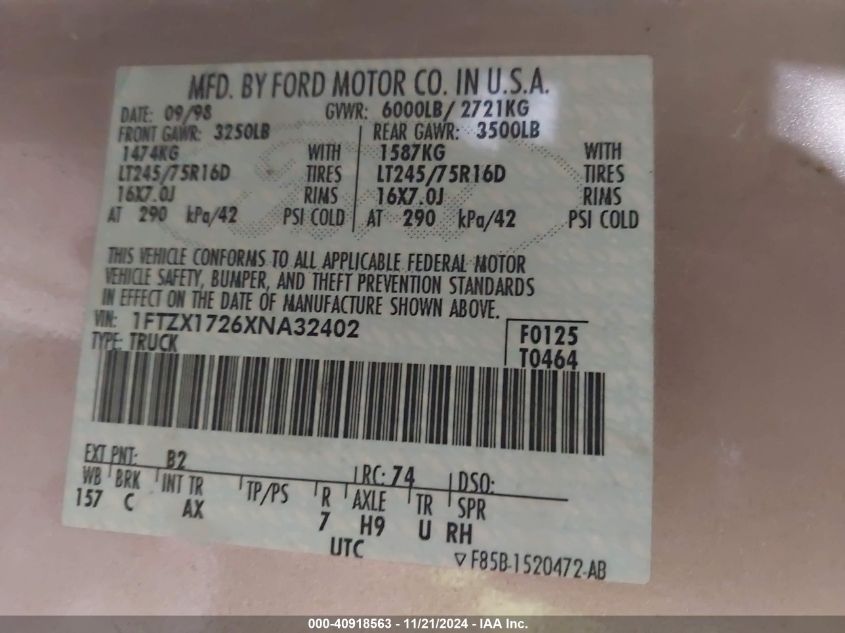 MFD. BY FORD MOTOR CO. IN U.S.A.
DATE: 09/98 GVWR: 6000LB/ 2721KG
FRONT GAWR: 3250LB REAR GAWR: 3500LB
1474KG WITH 1587KG WITH
LT245/75R16D TIRES LT245/75R16D TIRES
16X7.0J RIMS 16X7.0J RIMS
AT 290 kPa/42 PSI COLD AT 290 kPa/42 PSI COLD
THIS VEHICLE CONFORMS TO ALL APPLICABLE FEDERAL MOTOR
VEHICLE SAFETY, BUMPER, AND THEFT PREVENTION STANDARDS
IN EFFECT ON THE DATE OF MANUFACTURE SHOWN ABOVE.
VIN: 1FTZX1726XNA32402 F0125
TYPE: TRUCK T0464
EXT PNT: B2 RC: 74 DSO:
WB BRK INT TR TP/PS R AXLE TR SPR
157 C AX 7 H9 U RH
UTC ▽F85B-1520472-AB
000-40918563 - 11/21/2024 - IAA Inc.